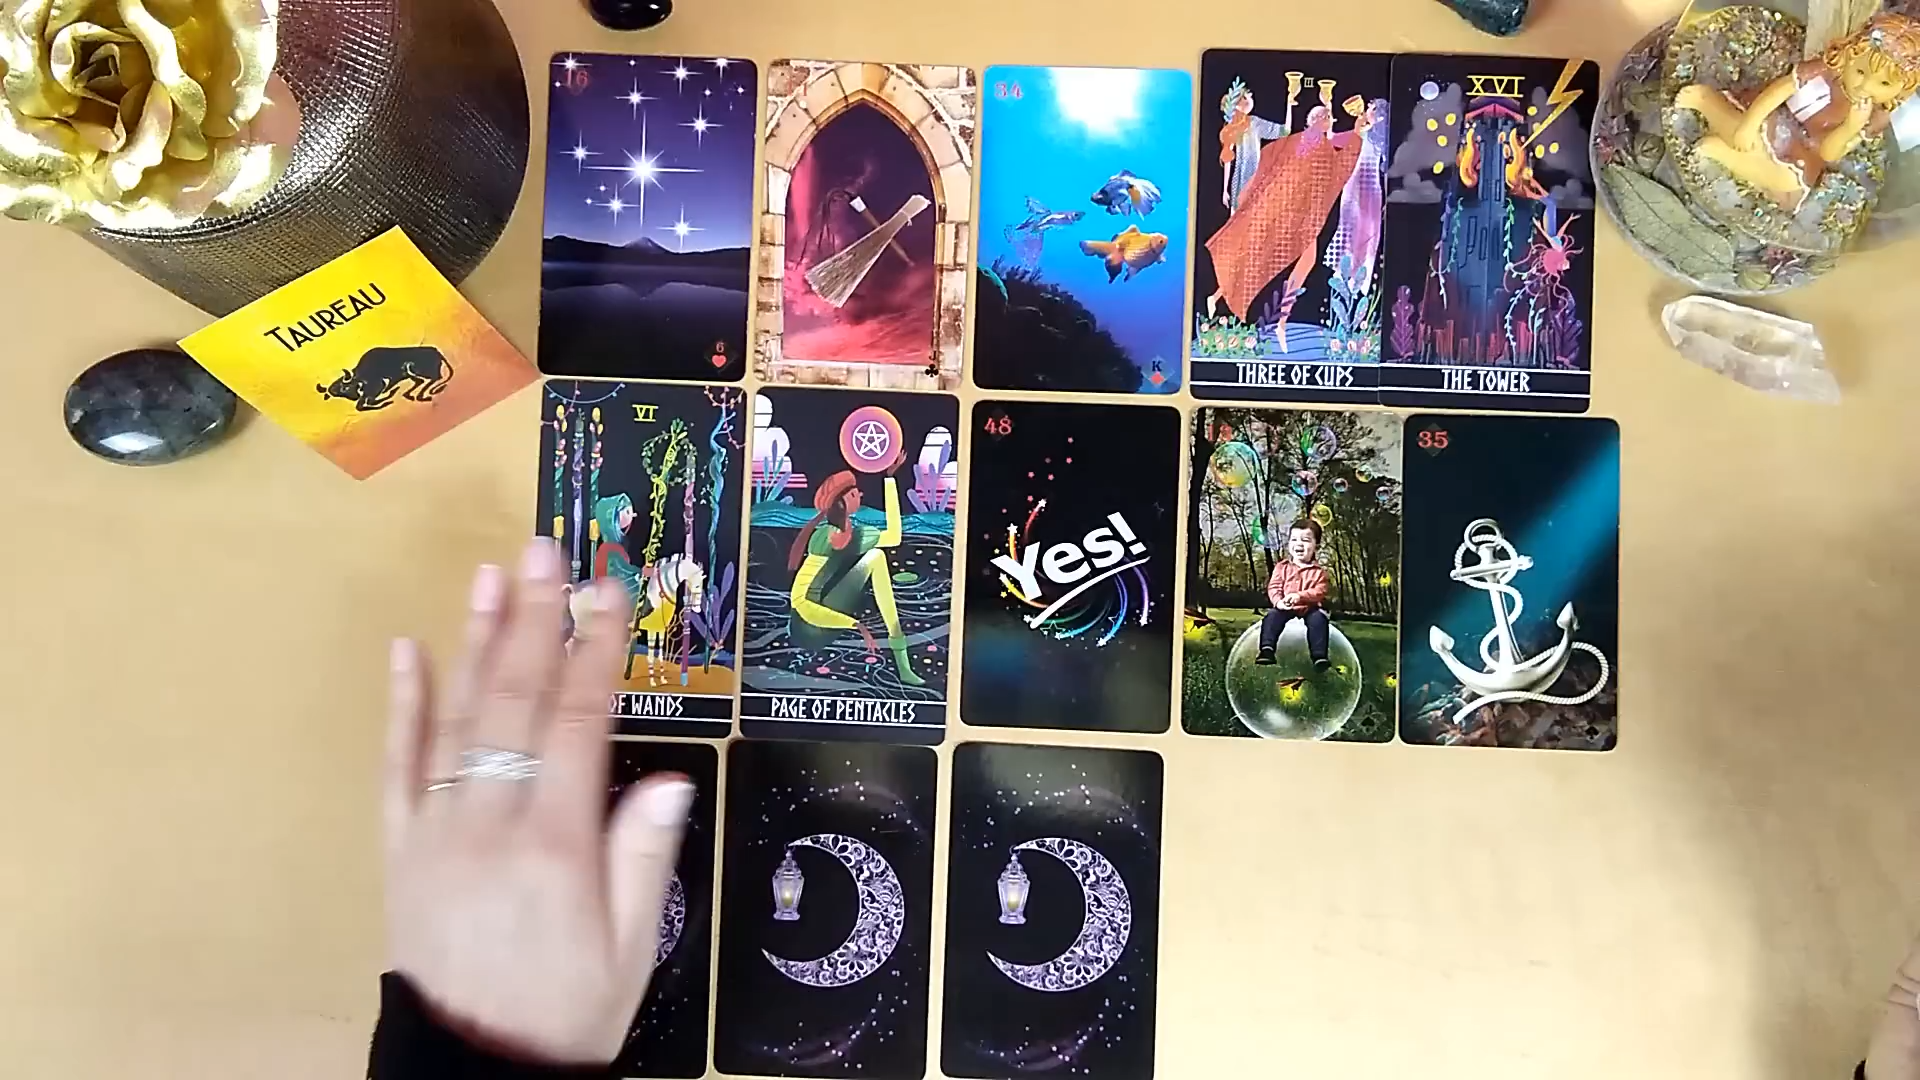 16
6
TAUREAU
J
34
K
III
THREE OF CUPS
XVI
THE TOWER
VI
OF WANDS
PAGE OF PENTACLES
48
Yes!
35